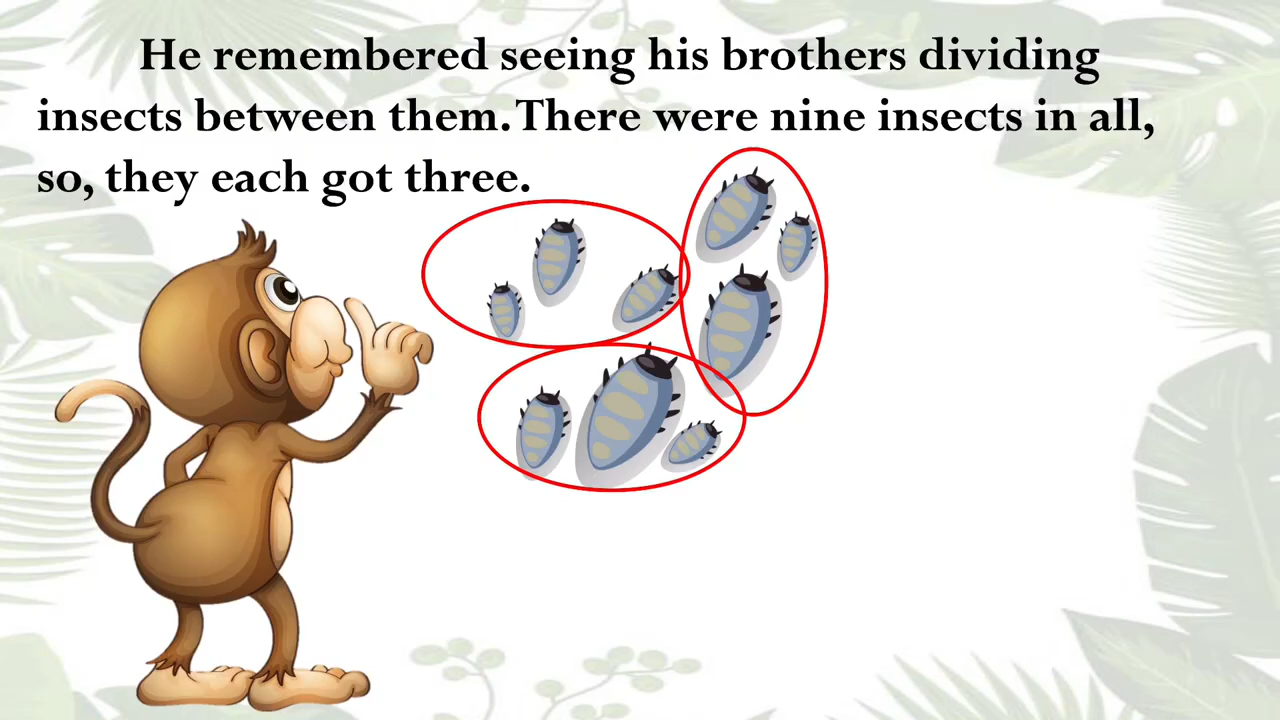 He remembered seeing his brothers dividing
insects between them. There were nine insects in all,
so, they each got three.